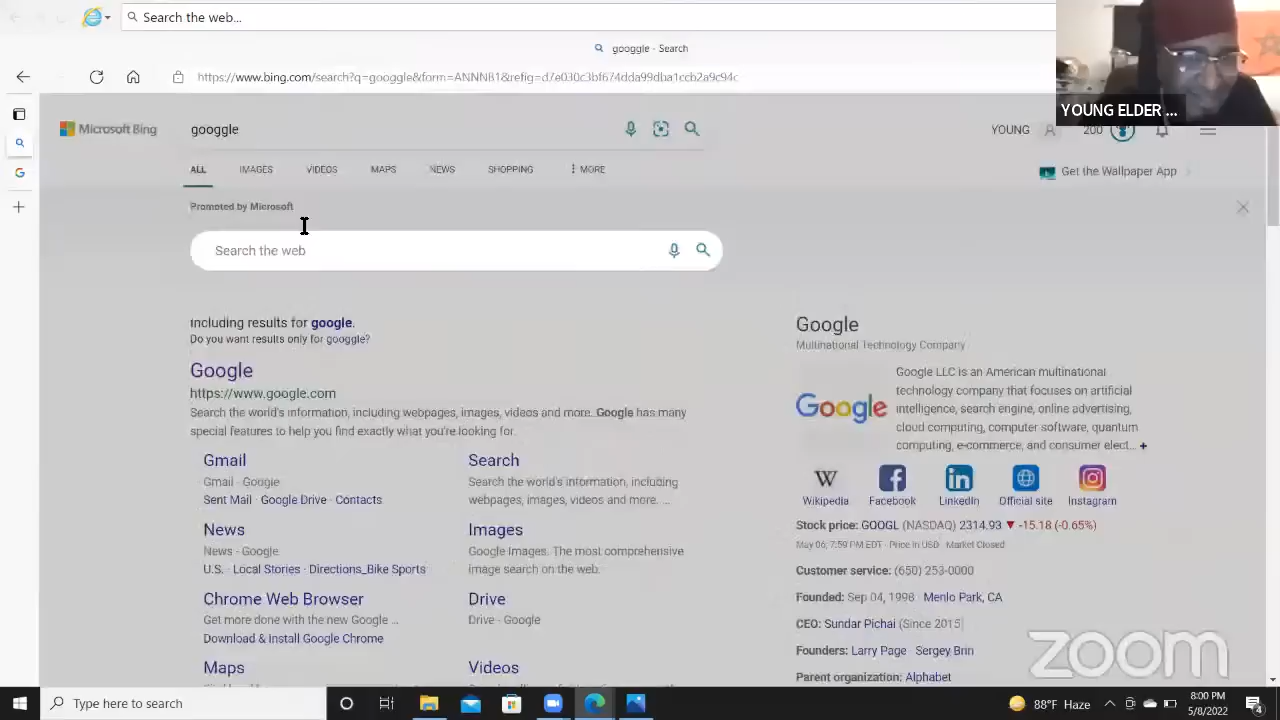 Search the web...
googgle - Search
https://www.bing.com/search?q=googgle&form=ANNNB1&refig=d7e030c3bf674dda99dba1ccb2a9c94c
YOUNG ELDER ...
Microsoft Bing
googgle
YOUNG
200
ALL
IMAGES
VIDEOS
MAPS
NEWS
SHOPPING
MORE
Get the Wallpaper App
Promoted by Microsoft
Search the web
Including results for google.
Do you want results only for googgle?
Google
https://www.google.com
Search the world's information, including webpages, images, videos and more. Google has many
special features to help you find exactly what you're looking for.
Gmail
Gmail - Google
Sent Mail · Google Drive · Contacts
Search
Search the world's information, including
webpages, images, videos and more. ...
News
News - Google
U.S. · Local Stories · Directions_Bike Sports
Images
Google Images. The most comprehensive
image search on the web.
Chrome Web Browser
Get more done with the new Google ...
Download & Install Google Chrome
Drive
Drive - Google
Maps
Videos
Google
Multinational Technology Company
Google
Google LLC is an American multinational
technology company that focuses on artificial
intelligence, search engine, online advertising,
cloud computing, computer software, quantum
computing, e-commerce, and consumer elect... +
W
Wikipedia
Facebook
LinkedIn
Official site
Instagram
Stock price: GOOGL (NASDAQ) 2314.93 ▼ -15.18 (-0.65%)
May 06, 7:59 PM EDT · Price in USD · Market Closed
Customer service: (650) 253-0000
Founded: Sep 04, 1998 · Menlo Park, CA
CEO: Sundar Pichai (Since 2015)
Founders: Larry Page · Sergey Brin
Parent organization: Alphabet
zoom
Type here to search
88°F Haze
8:00 PM
5/8/2022
4